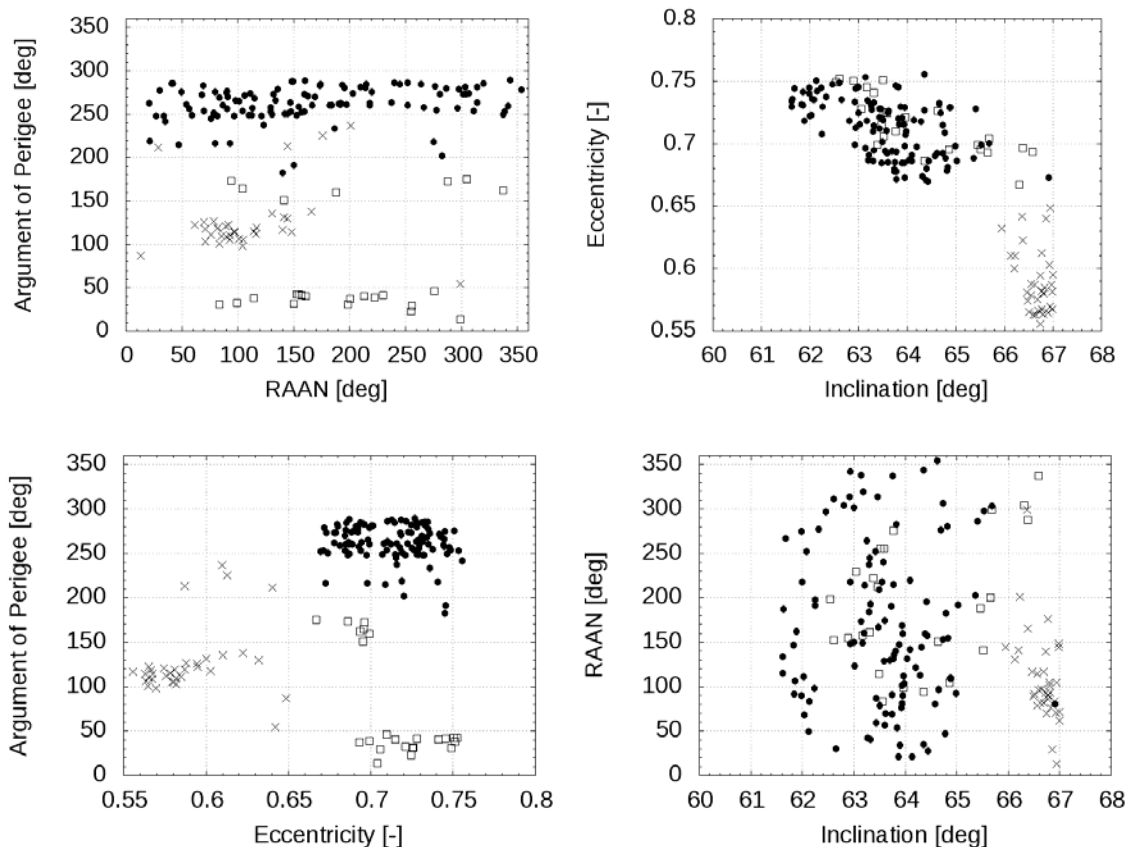 Argument of Perigee [deg]
350
300
250
200
150
100
50
0
0 50 100 150 200 250 300 350
RAAN [deg]
Eccentricity [-]
0.8
0.75
0.7
0.65
0.6
0.55
60 61 62 63 64 65 66 67 68
Inclination [deg]
Argument of Perigee [deg]
350
300
250
200
150
100
50
0
0.55 0.6 0.65 0.7 0.75 0.8
Eccentricity [-]
RAAN [deg]
350
300
250
200
150
100
50
0
60 61 62 63 64 65 66 67 68
Inclination [deg]